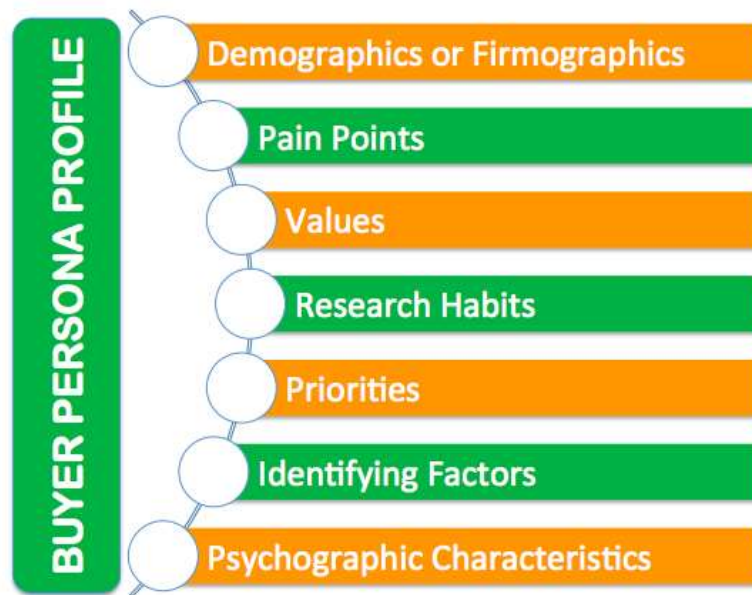 BUYER PERSONA PROFILE
Demographics or Firmographics
Pain Points
Values
Research Habits
Priorities
Identifying Factors
Psychographic Characteristics